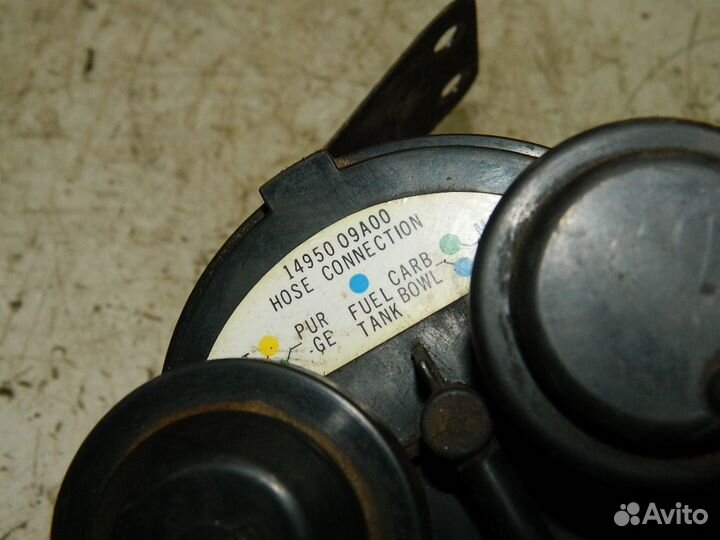 14950 09A00
HOSE CONNECTION
PUR FUEL CARB
GE TANK BOWL
Avito